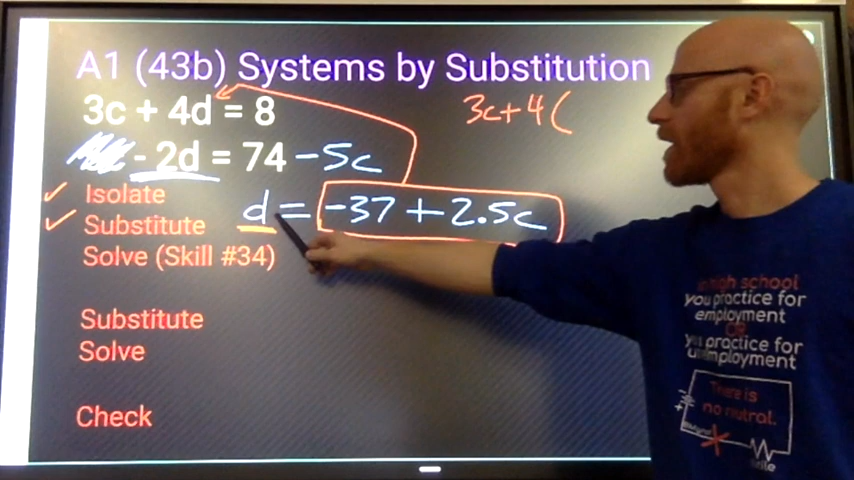 A1 (43b) Systems by Substitution
3c + 4d = 8
3c+4(
- 2d = 74 -5c
Isolate
d = -37 + 2.5c
Substitute
Solve (Skill #34)
Substitute
Solve
Check
in high school
you practice for
employment
OR
you practice for
unemployment
There is
no nutral.